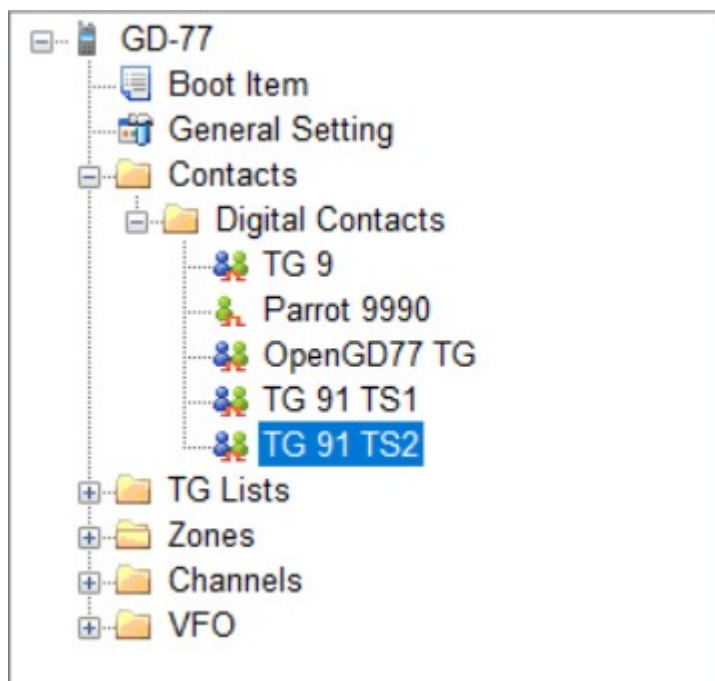 GD-77
Boot Item
General Setting
Contacts
Digital Contacts
TG 9
Parrot 9990
OpenGD77 TG
TG 91 TS1
TG 91 TS2
TG Lists
Zones
Channels
VFO